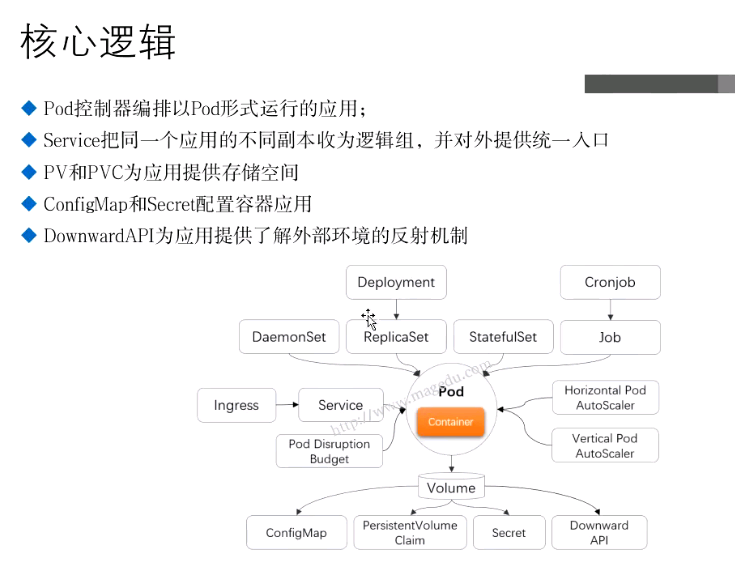 核心逻辑
Pod控制器编排以Pod形式运行的应用；
Service把同一个应用的不同副本收为逻辑组，并对外提供统一入口
PV和PVC为应用提供存储空间
ConfigMap和Secret配置容器应用
DownwardAPI为应用提供了解外部环境的反射机制
Deployment
Cronjob
DaemonSet
ReplicaSet
StatefulSet
Job
Pod
Container
Ingress
Service
Pod Disruption
Budget
Horizontal Pod
AutoScaler
Vertical Pod
AutoScaler
http://www.magedu.com
Volume
ConfigMap
PersistentVolume
Claim
Secret
Downward
API